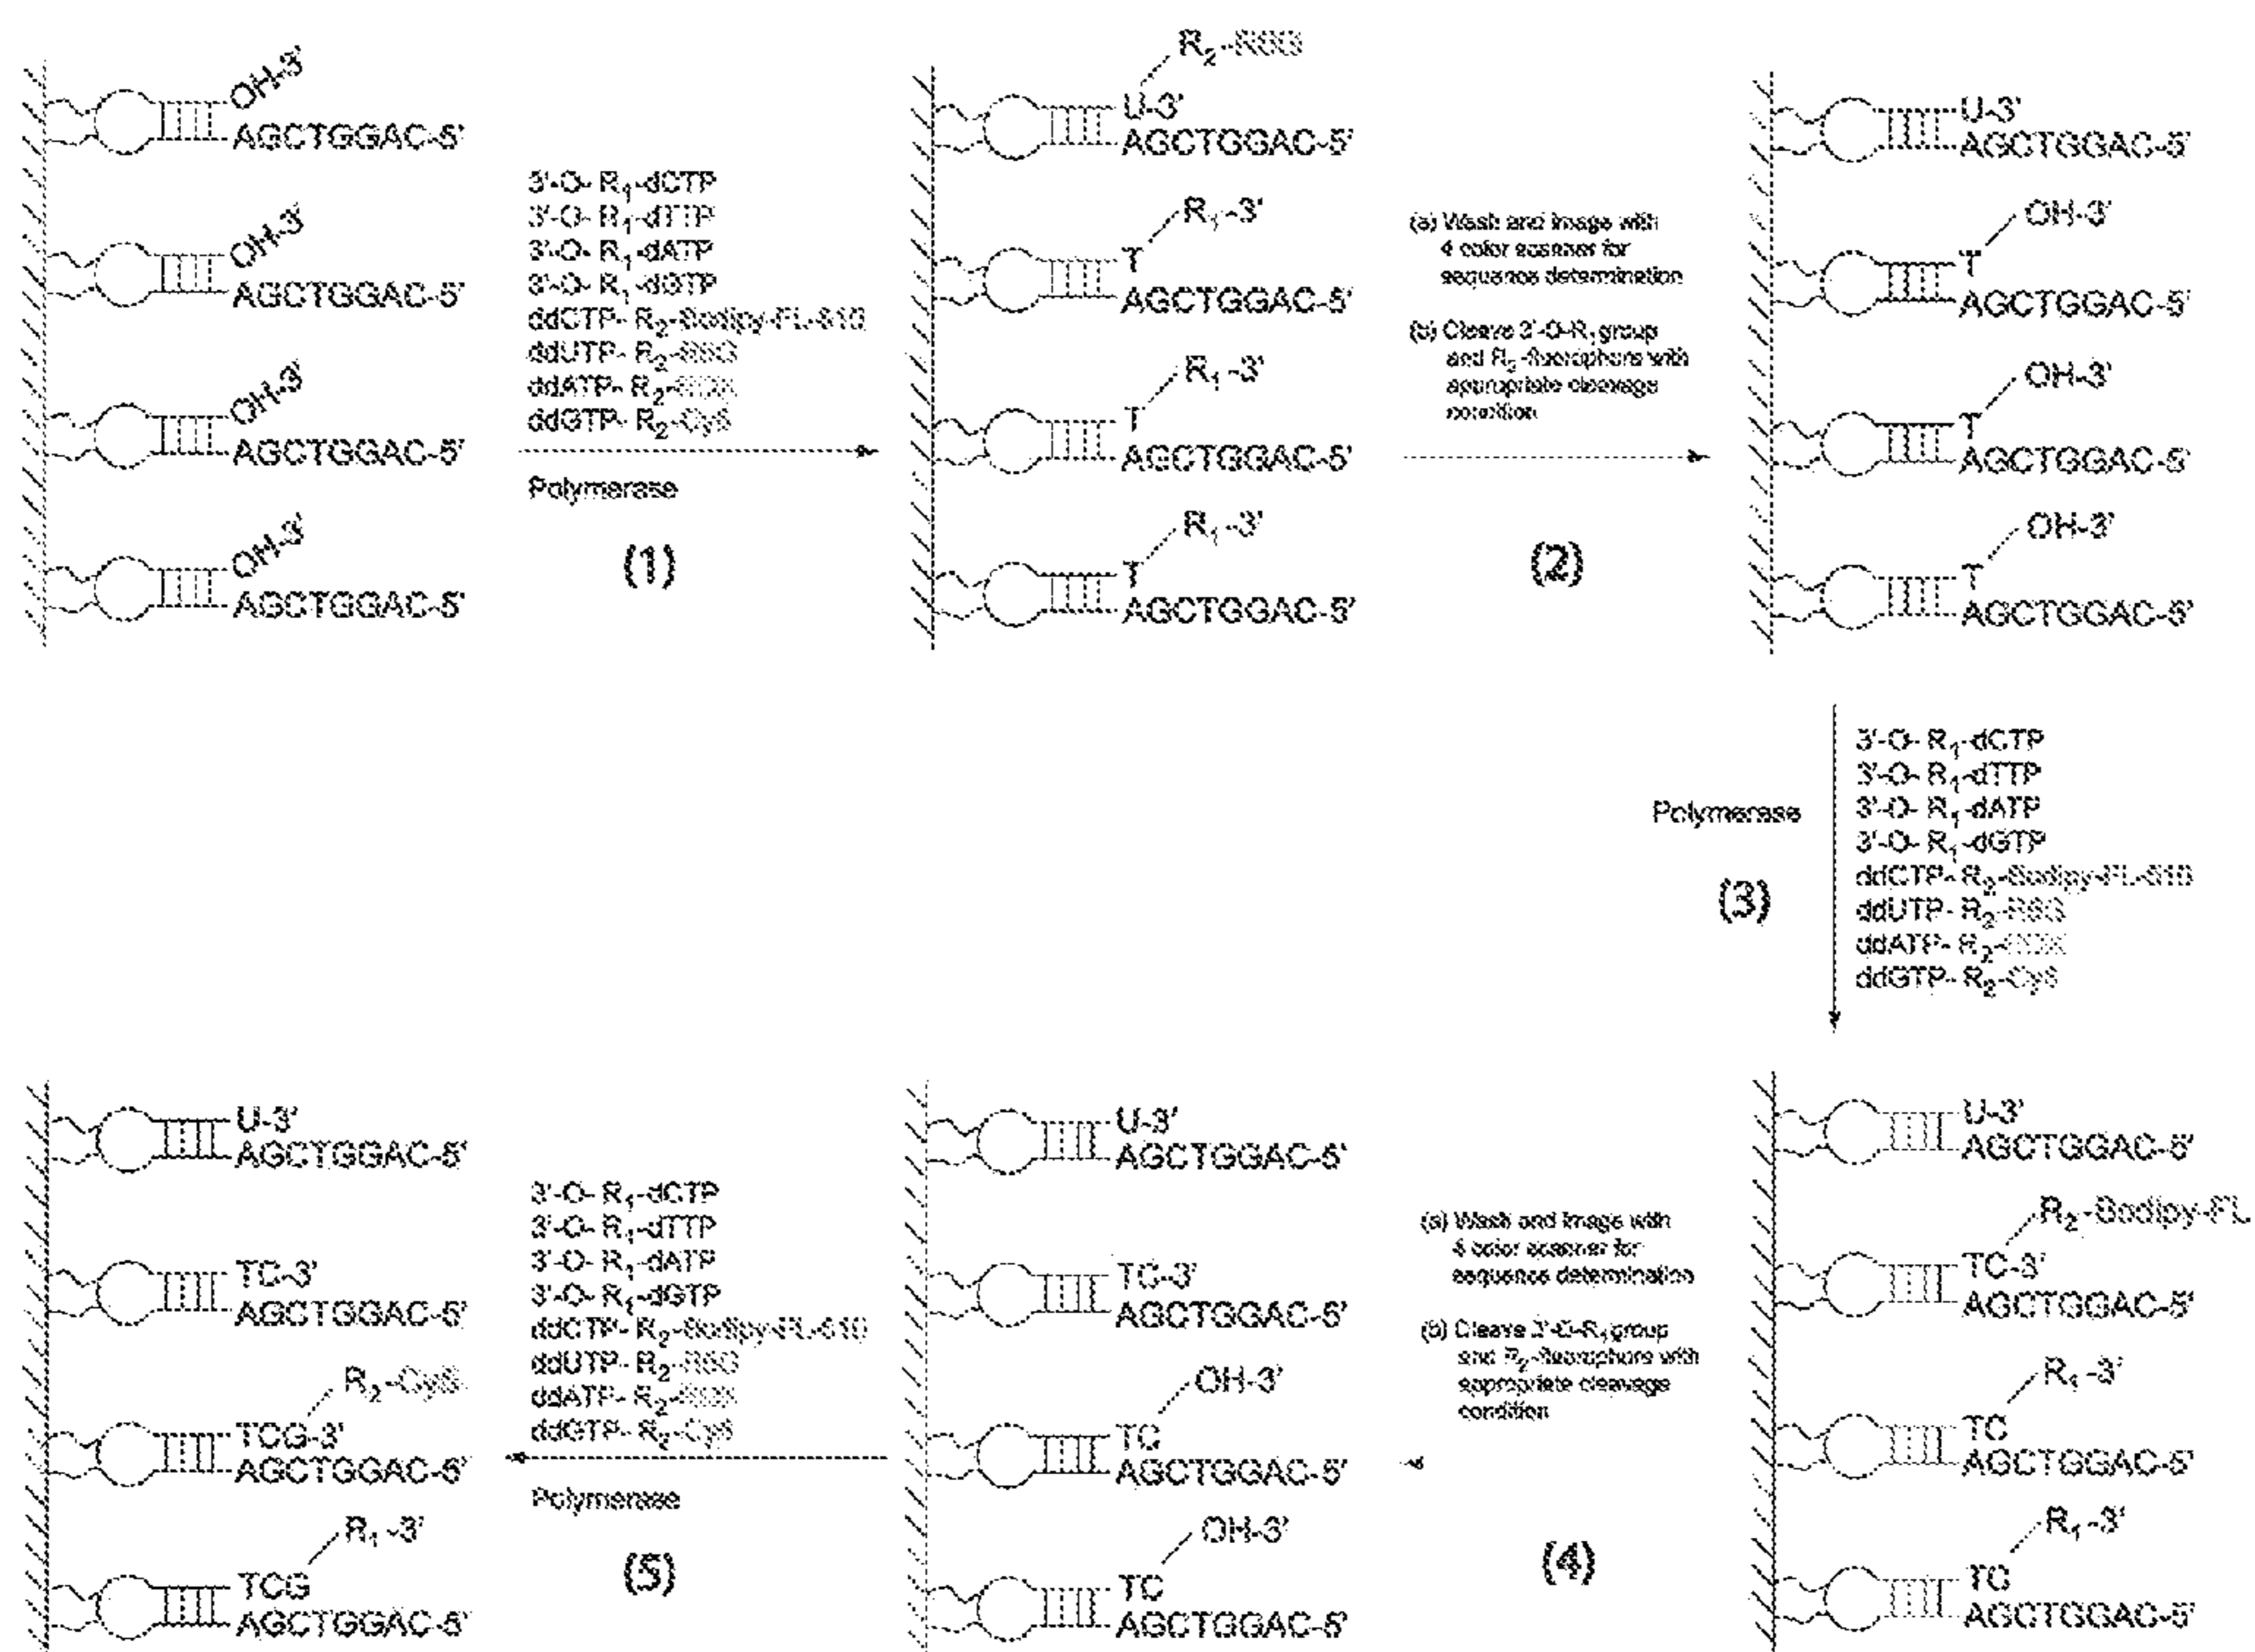 OH-3'
AGCTGGAC-5'
OH-3'
AGCTGGAC-5'
OH-3'
AGCTGGAC-5'
OH-3'
AGCTGGAC-5'
3'-O- R1-dCTP
3'-O- R1-dTTP
3'-O- R1-dATP
3'-O- R1-dGTP
ddCTP- R2-Bodipy-FL-510
ddUTP- R2-R6G
ddATP- R2-
ddGTP- R2-Cy5
Polymerase
(1)
R2-R6G
U-3'
AGCTGGAC-5'
R1-3'
T
AGCTGGAC-5'
R1-3'
T
AGCTGGAC-5'
R1-3'
T
AGCTGGAC-5'
(a) Wash and image with
4 color scanner for
sequence determination
(b) Cleave 3'-O-R1 group
and R2-fluorophore with
appropriate cleavage
condition
(2)
U-3'
AGCTGGAC-5'
OH-3'
T
AGCTGGAC-5'
OH-3'
T
AGCTGGAC-5'
OH-3'
T
AGCTGGAC-5'
Polymerase
(3)
3'-O- R1-dCTP
3'-O- R1-dTTP
3'-O- R1-dATP
3'-O- R1-dGTP
ddCTP- R2-Bodipy-FL-510
ddUTP- R2-R6G
ddATP- R2-
ddGTP- R2-Cy5
U-3'
AGCTGGAC-5'
R2-Bodipy-FL
TC-3'
AGCTGGAC-5'
R1-3'
TC
AGCTGGAC-5'
R1-3'
TC
AGCTGGAC-5'
(a) Wash and image with
4 color scanner for
sequence determination
(b) Cleave 3'-O-R1 group
and R2-fluorophore with
appropriate cleavage
condition
(4)
U-3'
AGCTGGAC-5'
TC-3'
AGCTGGAC-5'
OH-3'
TC
AGCTGGAC-5'
OH-3'
TC
AGCTGGAC-5'
3'-O- R1-dCTP
3'-O- R1-dTTP
3'-O- R1-dATP
3'-O- R1-dGTP
ddCTP- R2-Bodipy-FL-510
ddUTP- R2-R6G
ddATP- R2-
ddGTP- R2-Cy5
Polymerase
(5)
U-3'
AGCTGGAC-5'
TC-3'
AGCTGGAC-5'
R2-Cy5
TCG-3'
AGCTGGAC-5'
R1-3'
TCG
AGCTGGAC-5'